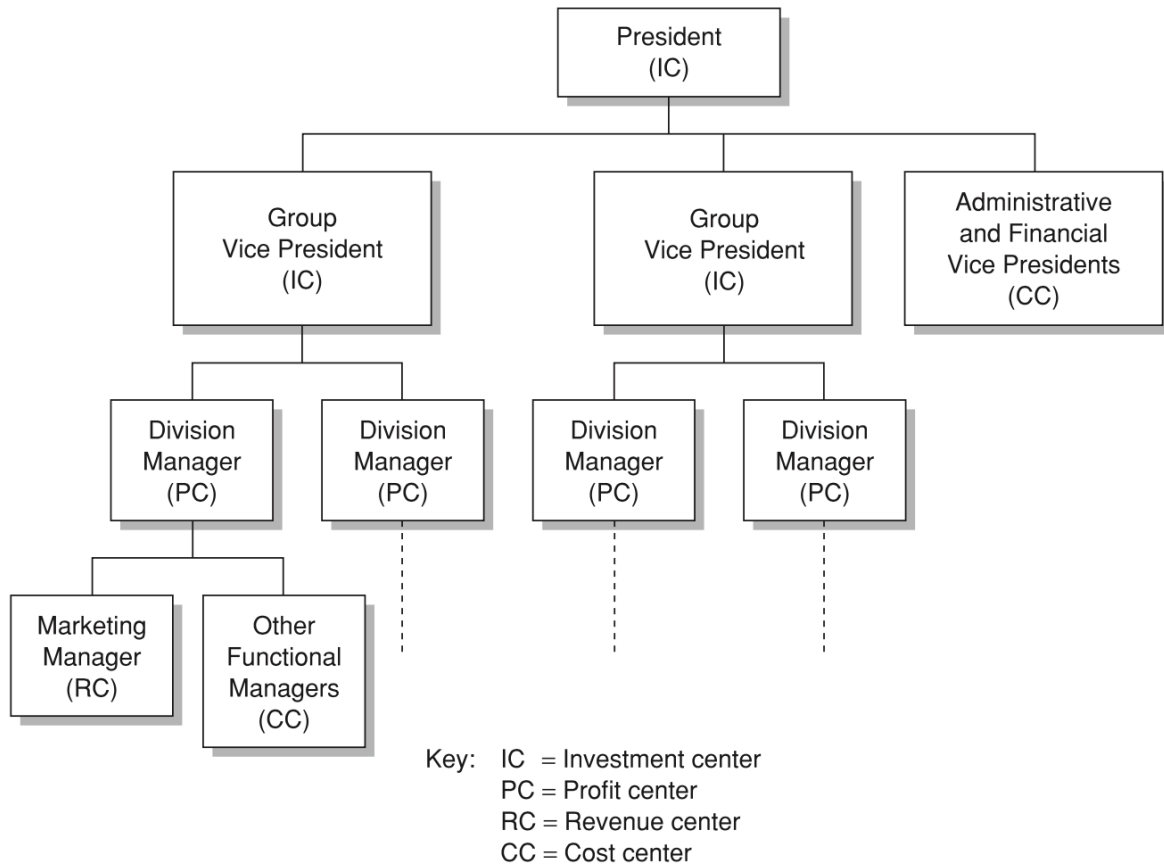 President
(IC)
Group
Vice President
(IC)
Group
Vice President
(IC)
Administrative
and Financial
Vice Presidents
(CC)
Division
Manager
(PC)
Division
Manager
(PC)
Division
Manager
(PC)
Division
Manager
(PC)
Marketing
Manager
(RC)
Other
Functional
Managers
(CC)
Key: IC = Investment center
PC = Profit center
RC = Revenue center
CC = Cost center